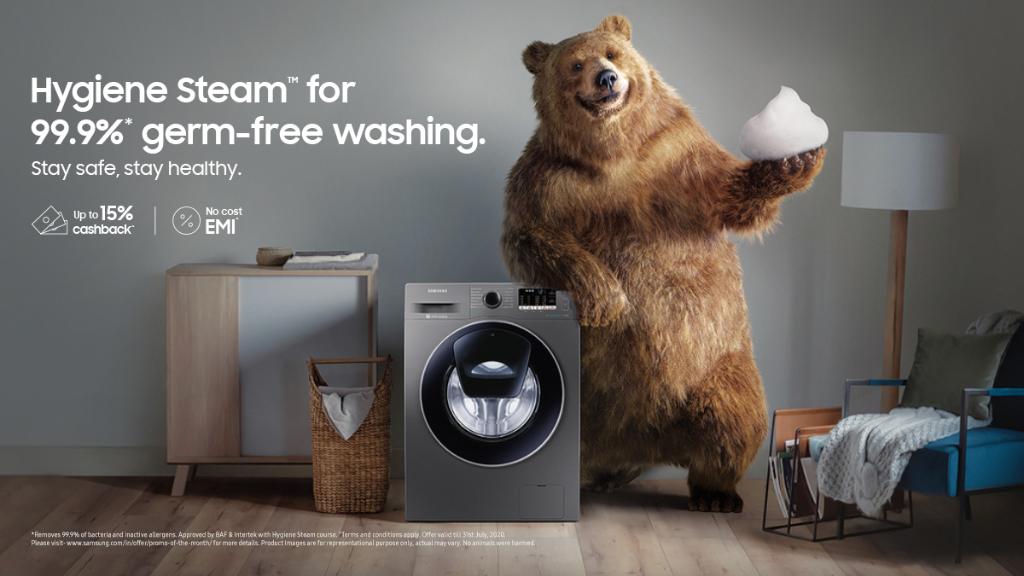 Hygiene Steam™ for
99.9%* germ-free washing.
Stay safe, stay healthy.
Up to 15%
cashback^
No cost
EMI^
SAMSUNG
*Removes 99.9% of bacteria and inactive allergens. Approved by BAF & Intertek with Hygiene Steam course. ^Terms and conditions apply. Offer valid till 31st July, 2020.
Please visit- www.samsung.com/in/offer/promo-of-the-month/ for more details. Product images are for representational purpose only, actual may vary. No animals were harmed.